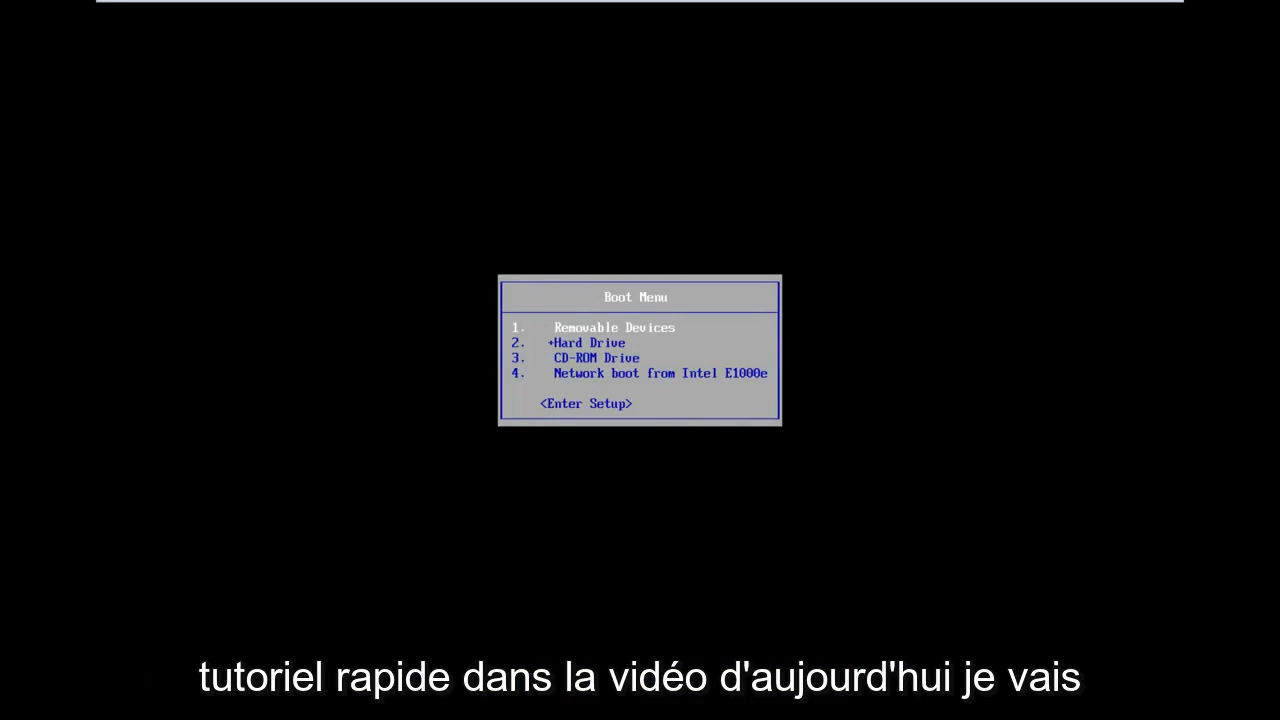 Boot Menu
1. Removable Devices
2. +Hard Drive
3. CD-ROM Drive
4. Network boot from Intel E1000e
<Enter Setup>
tutoriel rapide dans la vidéo d'aujourd'hui je vais